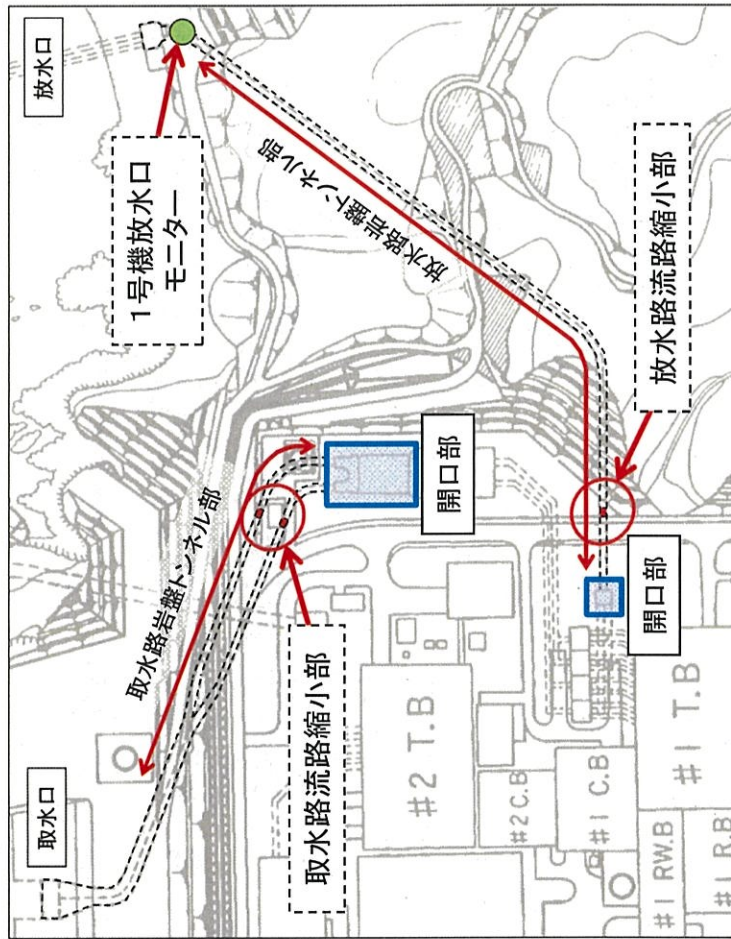 取水口
放水口
1号機放水口
モニター
取水路岩盤トンネル部
放水路岩盤トンネル部
取水路流路縮小部
開口部
放水路流路縮小部
開口部
#2 T.B
#2 C.B
#1 C.B
#1 T.B
#1 RW.B
#1 R.B